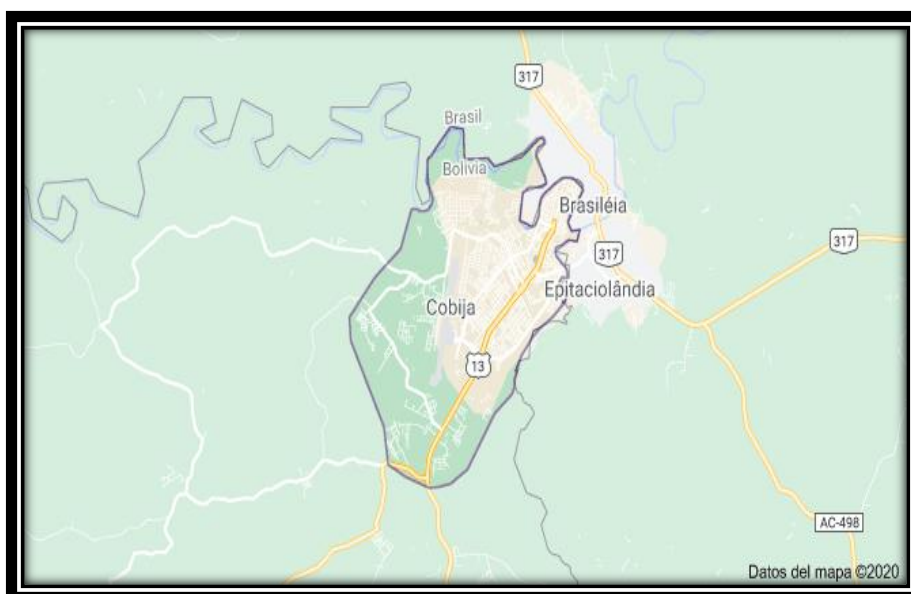 317
Brasil
Bolivia
Brasiléia
317
317
Epitaciolândia
Cobija
13
AC-498
Datos del mapa ©2020